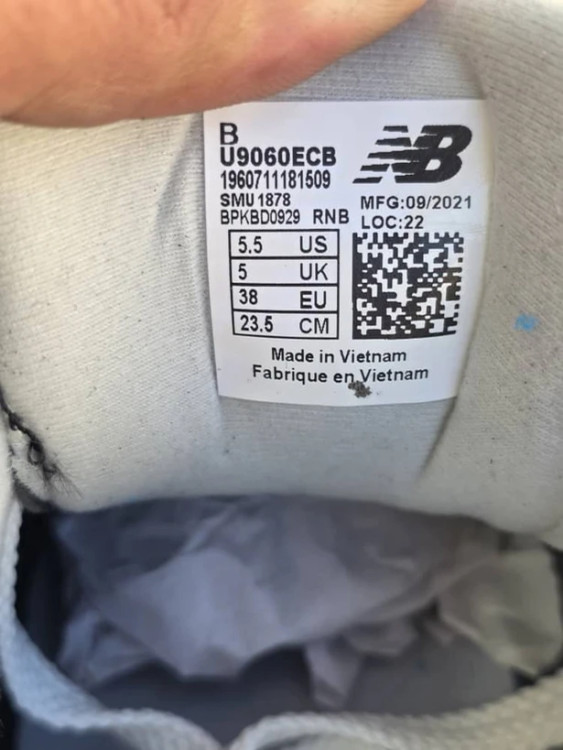 B
U9060ECB
NB
1960711181509
SMU 1878
MFG:09/2021
BPKBD0929 RNB
LOC:22
5.5 US
5 UK
38 EU
23.5 CM
Made in Vietnam
Fabrique en Vietnam